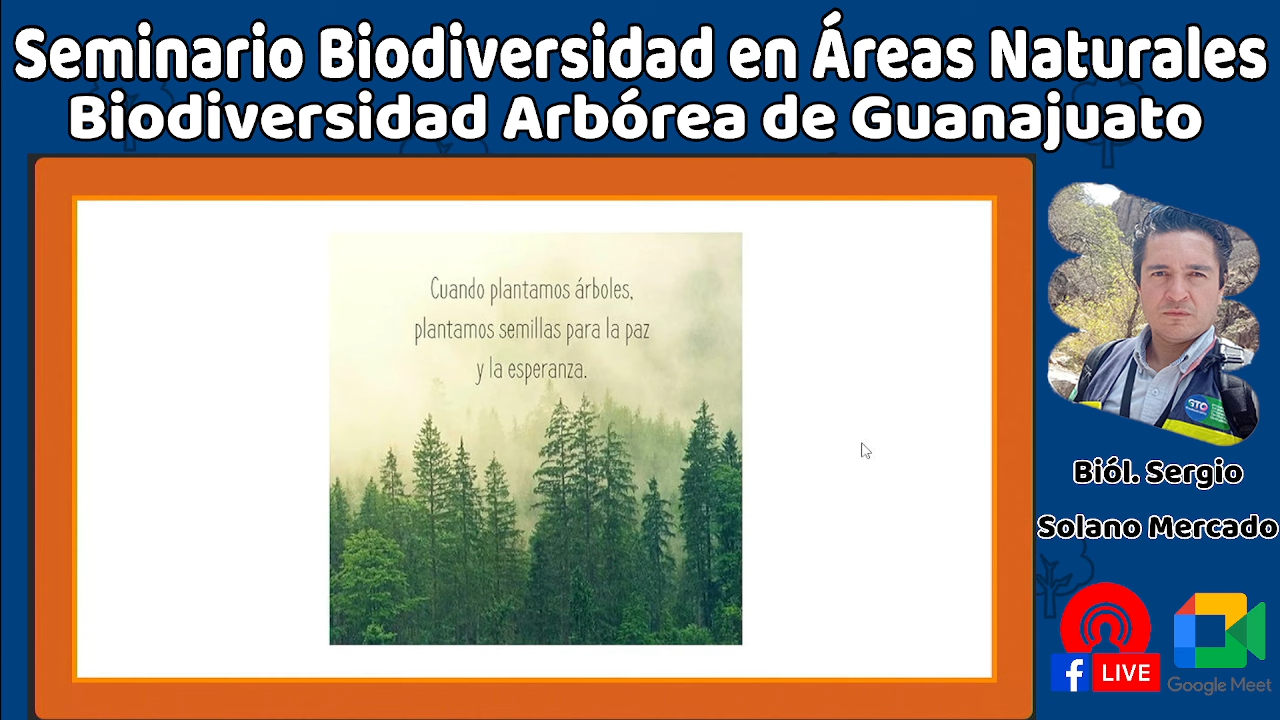 Seminario Biodiversidad en Áreas Naturales
Biodiversidad Arbórea de Guanajuato
Cuando plantamos árboles,
plantamos semillas para la paz
y la esperanza.
GTO
Biól. Sergio
Solano Mercado
f LIVE
Google Meet